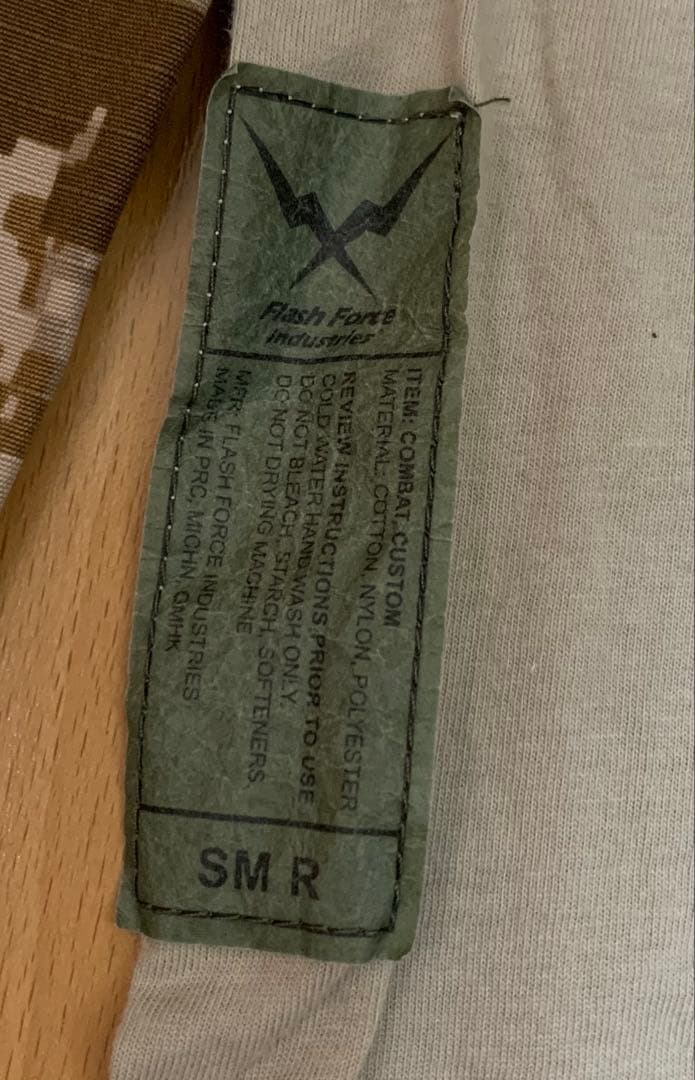 Flash Force
Industries
ITEM: COMBAT CUSTOM
MATERIAL: COTTON, NYLON, POLYESTER
REVIEW INSTRUCTIONS PRIOR TO USE
COLD WATER HAND WASH ONLY.
DO NOT BLEACH, STARCH, SOFTENERS.
DO NOT DRYING MACHINE
MFR: FLASH FORCE INDUSTRIES
MADE IN PRC, MICHN, QMHK
SM R